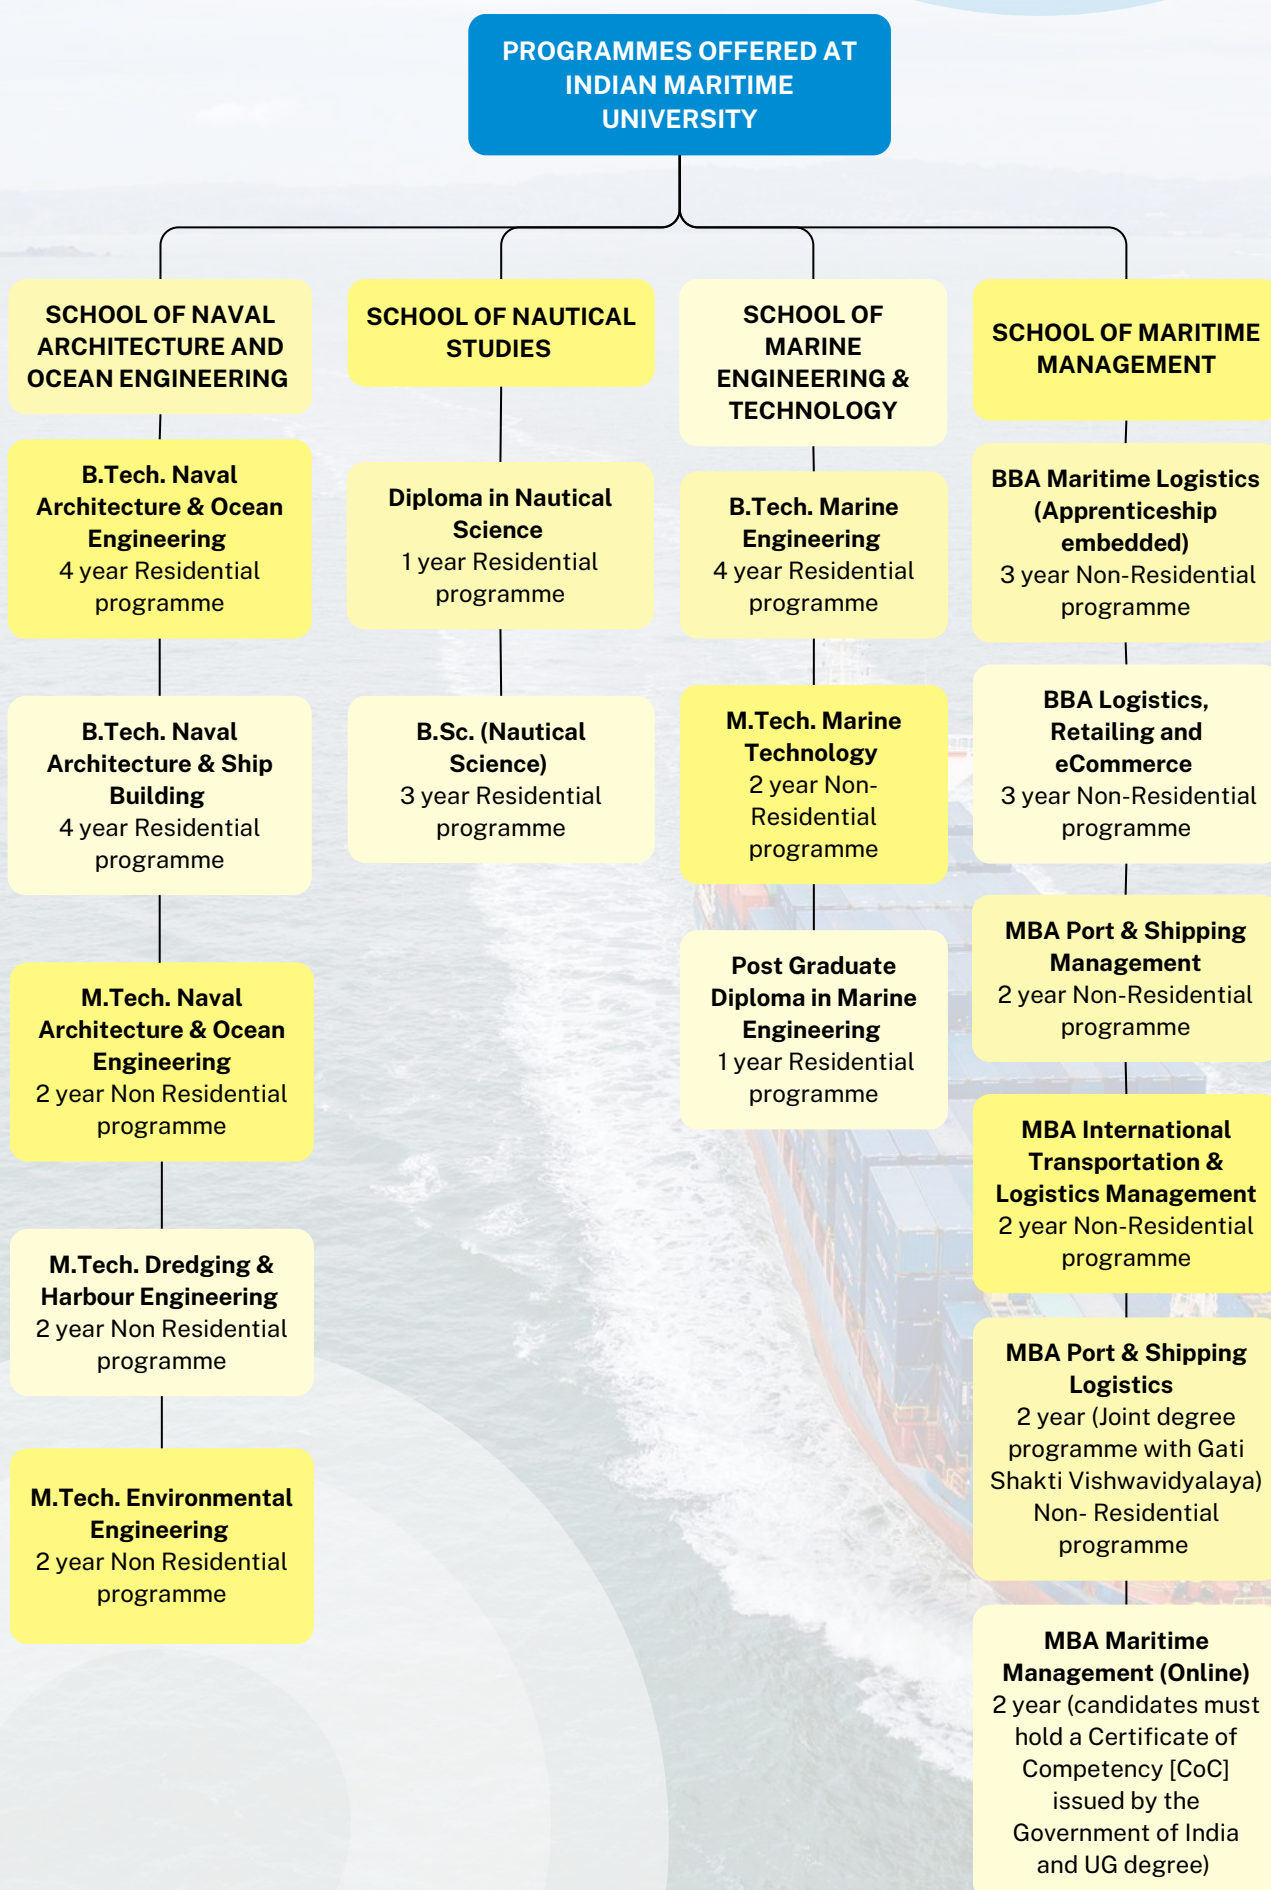 PROGRAMMES OFFERED AT
INDIAN MARITIME
UNIVERSITY
SCHOOL OF NAVAL
ARCHITECTURE AND
OCEAN ENGINEERING
B.Tech. Naval
Architecture & Ocean
Engineering
4 year Residential
programme
B.Tech. Naval
Architecture & Ship
Building
4 year Residential
programme
M.Tech. Naval
Architecture & Ocean
Engineering
2 year Non Residential
programme
M.Tech. Dredging &
Harbour Engineering
2 year Non Residential
programme
M.Tech. Environmental
Engineering
2 year Non Residential
programme
SCHOOL OF NAUTICAL
STUDIES
Diploma in Nautical
Science
1 year Residential
programme
B.Sc. (Nautical
Science)
3 year Residential
programme
SCHOOL OF
MARINE
ENGINEERING &
TECHNOLOGY
B.Tech. Marine
Engineering
4 year Residential
programme
M.Tech. Marine
Technology
2 year Non-
Residential
programme
Post Graduate
Diploma in Marine
Engineering
1 year Residential
programme
SCHOOL OF MARITIME
MANAGEMENT
BBA Maritime Logistics
(Apprenticeship
embedded)
3 year Non-Residential
programme
BBA Logistics,
Retailing and
eCommerce
3 year Non-Residential
programme
MBA Port & Shipping
Management
2 year Non-Residential
programme
MBA International
Transportation &
Logistics Management
2 year Non-Residential
programme
MBA Port & Shipping
Logistics
2 year (Joint degree
programme with Gati
Shakti Vishwavidyalaya)
Non- Residential
programme
MBA Maritime
Management (Online)
2 year (candidates must
hold a Certificate of
Competency [CoC]
issued by the
Government of India
and UG degree)